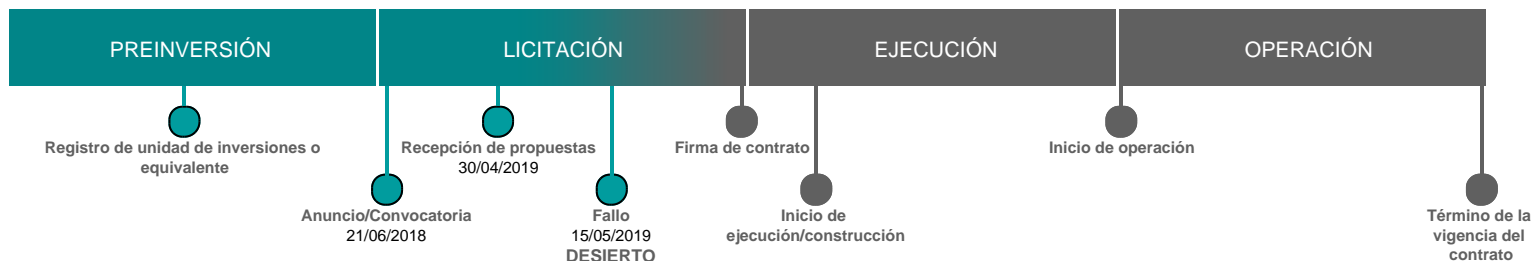 PREINVERSIÓN
LICITACIÓN
EJECUCIÓN
OPERACIÓN
Registro de unidad de inversiones o
equivalente
Recepción de propuestas
30/04/2019
Firma de contrato
Inicio de operación
Anuncio/Convocatoria
21/06/2018
Fallo
15/05/2019
DESIERTO
Inicio de
ejecución/construcción
Término de la
vigencia del
contrato